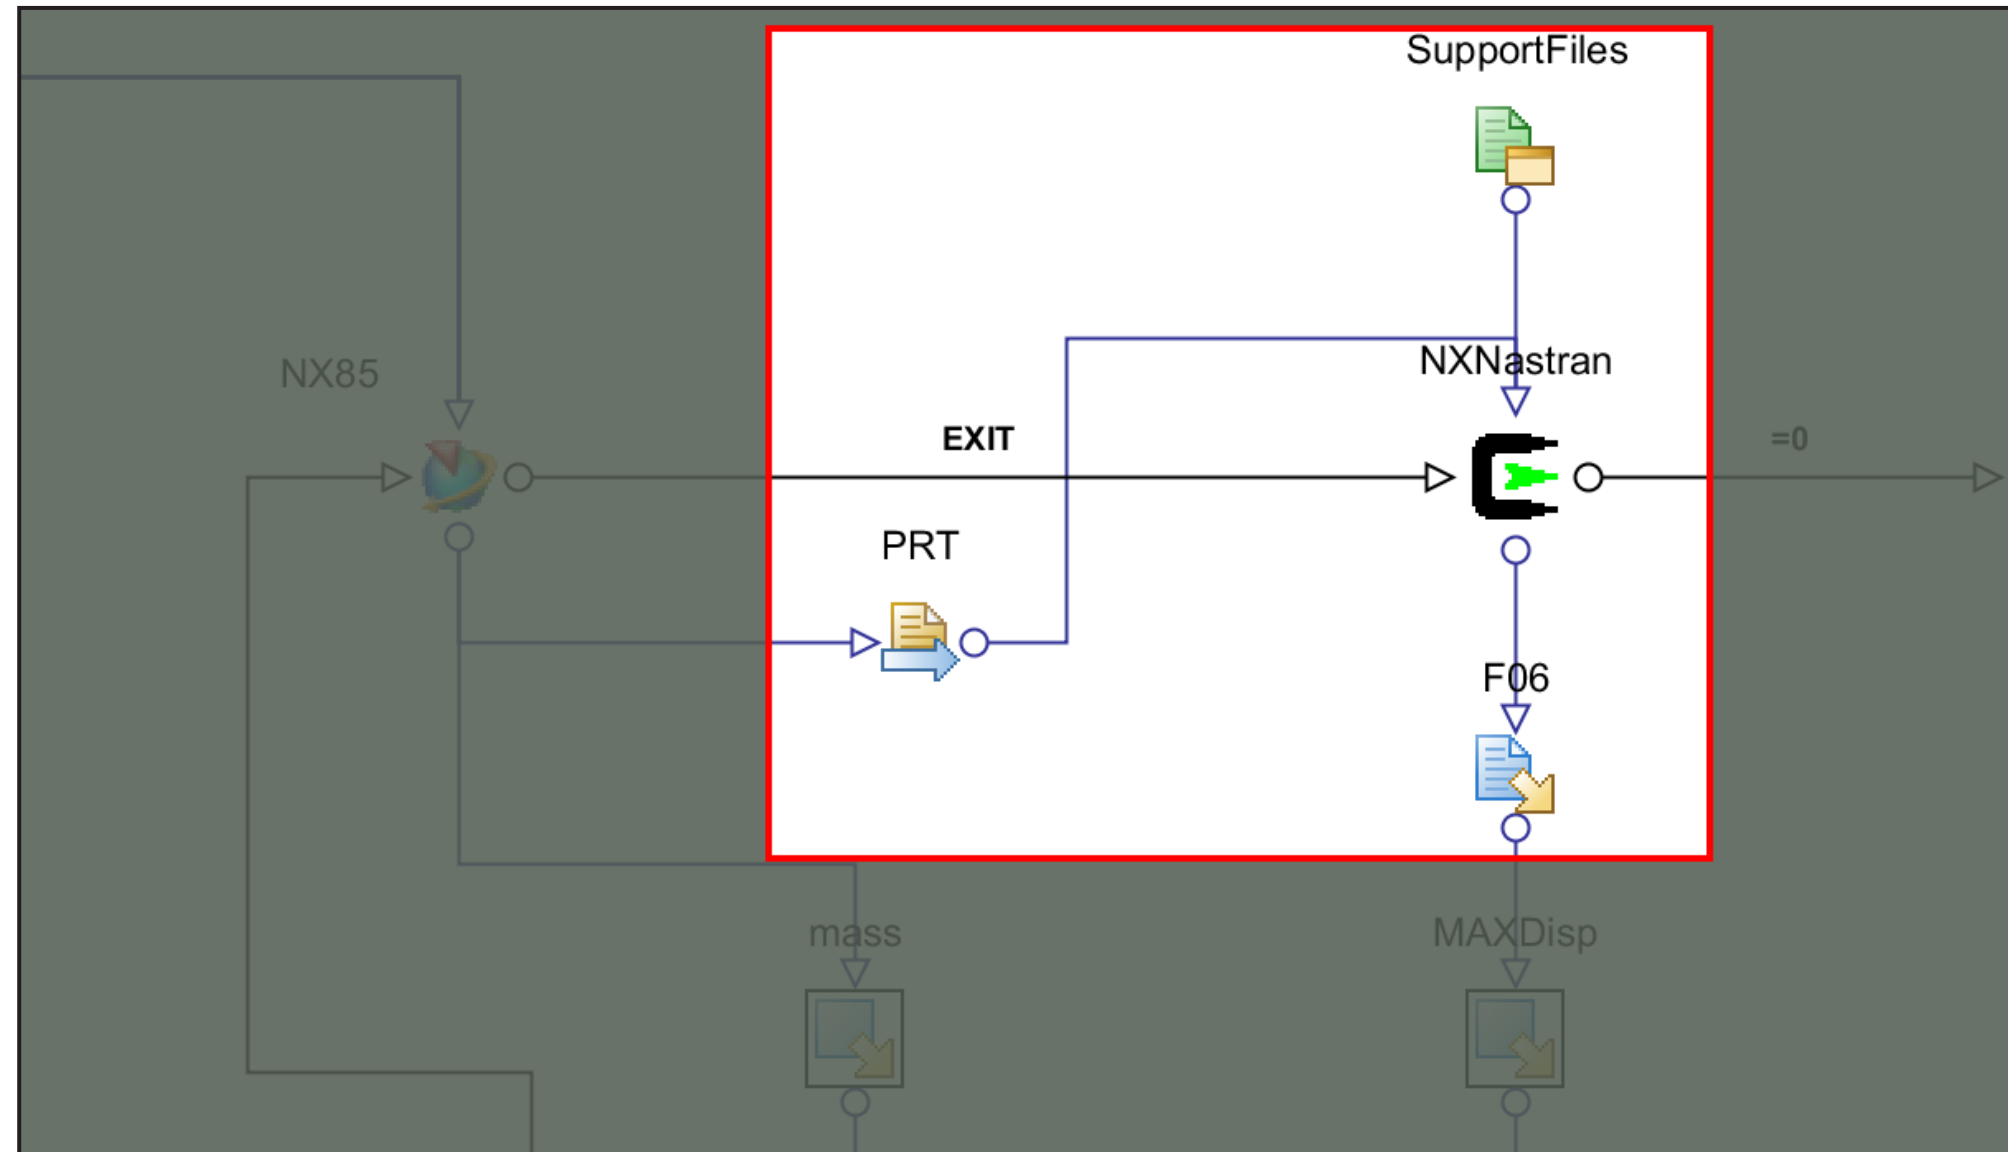 SupportFiles
NX85
NXNastran
EXIT
=0
PRT
F06
mass
MAXDisp